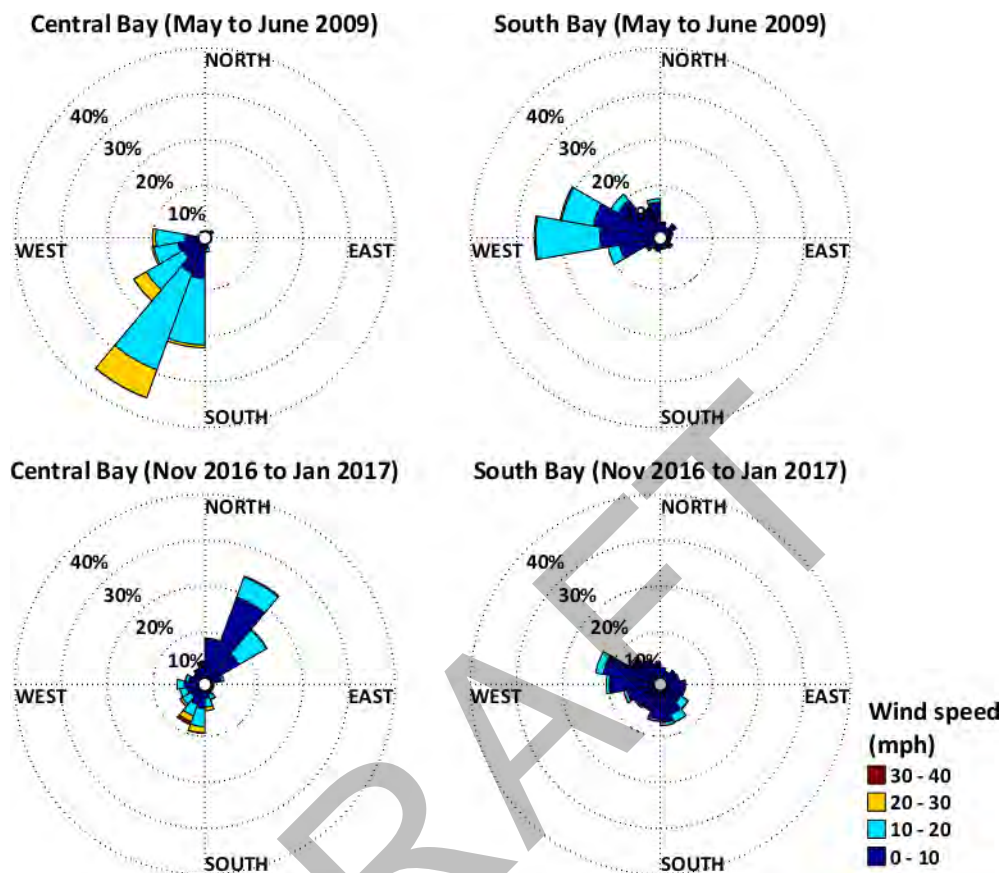 Central Bay (May to June 2009)
NORTH
40%
30%
20%
10%
WEST
EAST
SOUTH
South Bay (May to June 2009)
NORTH
40%
30%
20%
10%
WEST
EAST
SOUTH
Central Bay (Nov 2016 to Jan 2017)
NORTH
40%
30%
20%
10%
WEST
EAST
SOUTH
South Bay (Nov 2016 to Jan 2017)
NORTH
40%
30%
20%
10%
WEST
EAST
SOUTH
Wind speed
(mph)
30 - 40
20 - 30
10 - 20
0 - 10
RAFT